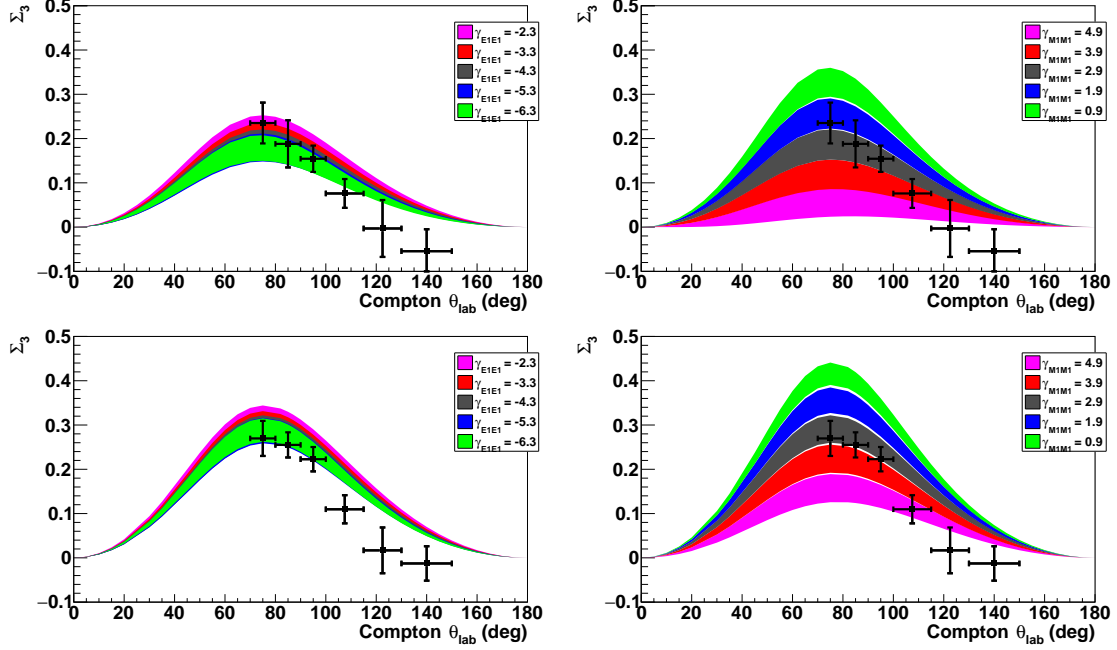 Σ₃
0.5
0.4
0.3
0.2
0.1
0
−0.1
0 20 40 60 80 100 120 140 160 180
Compton θlab (deg)
γE1E1 = -2.3
γE1E1 = -3.3
γE1E1 = -4.3
γE1E1 = -5.3
γE1E1 = -6.3
Σ₃
0.5
0.4
0.3
0.2
0.1
0
−0.1
0 20 40 60 80 100 120 140 160 180
Compton θlab (deg)
γM1M1 = 4.9
γM1M1 = 3.9
γM1M1 = 2.9
γM1M1 = 1.9
γM1M1 = 0.9
Σ₃
0.5
0.4
0.3
0.2
0.1
0
−0.1
0 20 40 60 80 100 120 140 160 180
Compton θlab (deg)
γE1E1 = -2.3
γE1E1 = -3.3
γE1E1 = -4.3
γE1E1 = -5.3
γE1E1 = -6.3
Σ₃
0.5
0.4
0.3
0.2
0.1
0
−0.1
0 20 40 60 80 100 120 140 160 180
Compton θlab (deg)
γM1M1 = 4.9
γM1M1 = 3.9
γM1M1 = 2.9
γM1M1 = 1.9
γM1M1 = 0.9